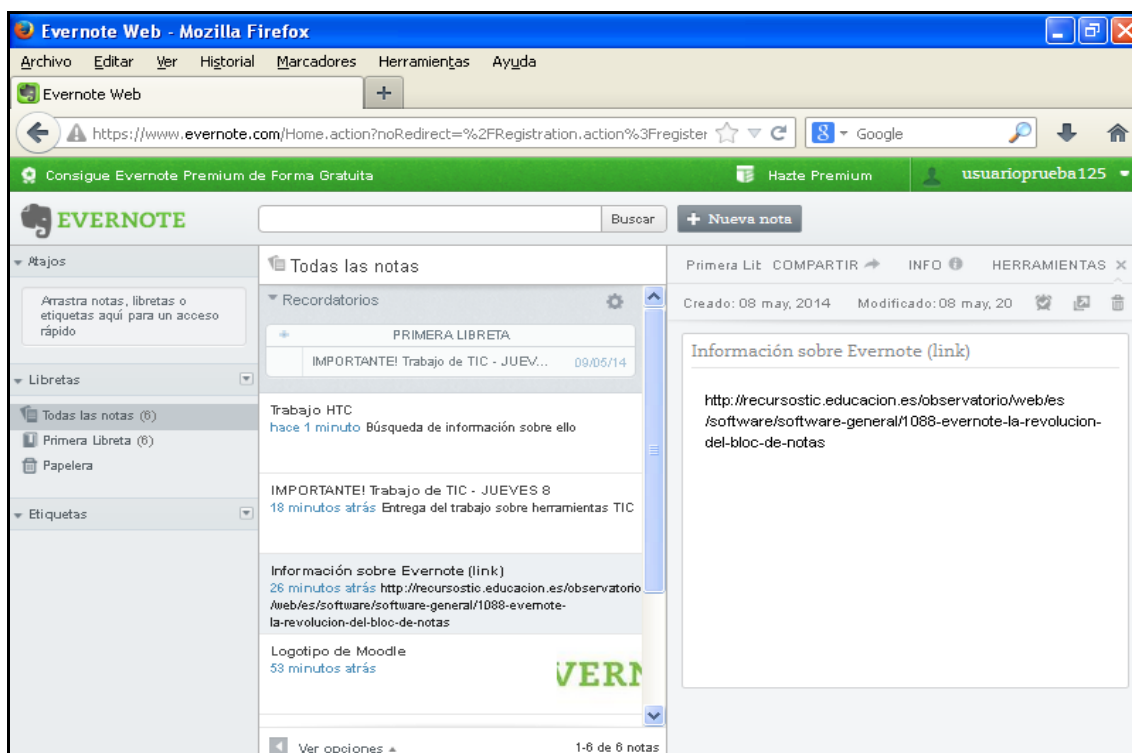 Evernote Web - Mozilla Firefox
Archivo Editar Ver Historial Marcadores Herramientas Ayuda
Evernote Web
https://www.evernote.com/Home.action?noRedirect=%2FRegistration.action%3Fregister
Google
Consigue Evernote Premium de Forma Gratuita
Hazte Premium
usuarioprueba125
EVERNOTE
Buscar
+ Nueva nota
Atajos
Arrastra notas, libretas o
etiquetas aquí para un acceso
rápido
Libretas
Todas las notas (6)
Primera Libreta (6)
Papelera
Etiquetas
Todas las notas
Recordatorios
PRIMERA LIBRETA
IMPORTANTE! Trabajo de TIC - JUEV... 09/05/14
Trabajo HTC
hace 1 minuto Búsqueda de información sobre ello
IMPORTANTE! Trabajo de TIC - JUEVES 8
18 minutos atrás Entrega del trabajo sobre herramientas TIC
Información sobre Evernote (link)
26 minutos atrás http://recursostic.educacion.es/observatorio
/web/es/software/software-general/1088-evernote-
la-revolucion-del-bloc-de-notas
Logotipo de Moodle
53 minutos atrás
VERN
Ver opciones
1-6 de 6 notas
Primera Lib COMPARTIR INFO HERRAMIENTAS
Creado: 08 may, 2014 Modificado: 08 may, 20
Información sobre Evernote (link)
http://recursostic.educacion.es/observatorio/web/es
/software/software-general/1088-evernote-la-revolucion-
del-bloc-de-notas